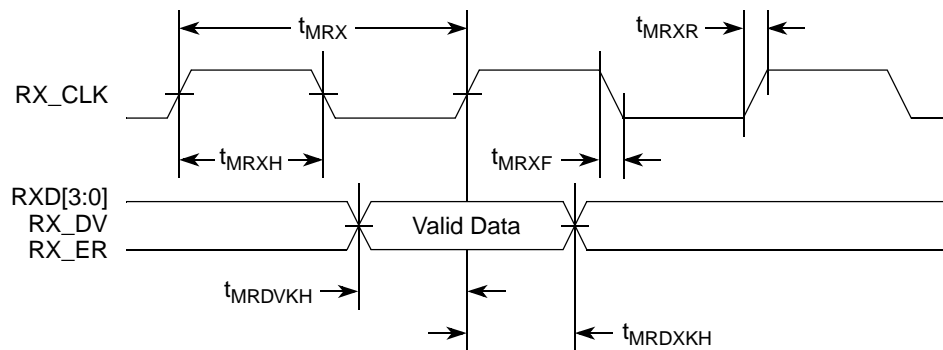 tMRX
tMRXR
RX_CLK
tMRXH
tMRXF
RXD[3:0]
RX_DV
Valid Data
RX_ER
tMRDVKH
tMRDXKH